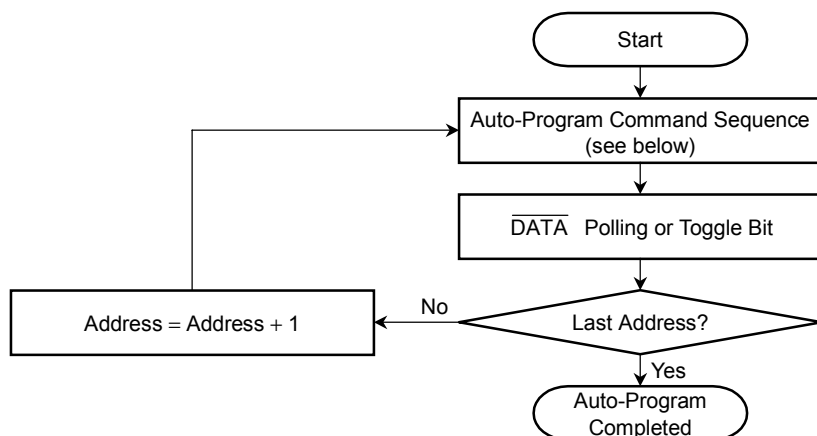 Start
Auto-Program Command Sequence
(see below)
DATA Polling or Toggle Bit
Address = Address + 1
No
Last Address?
Yes
Auto-Program
Completed